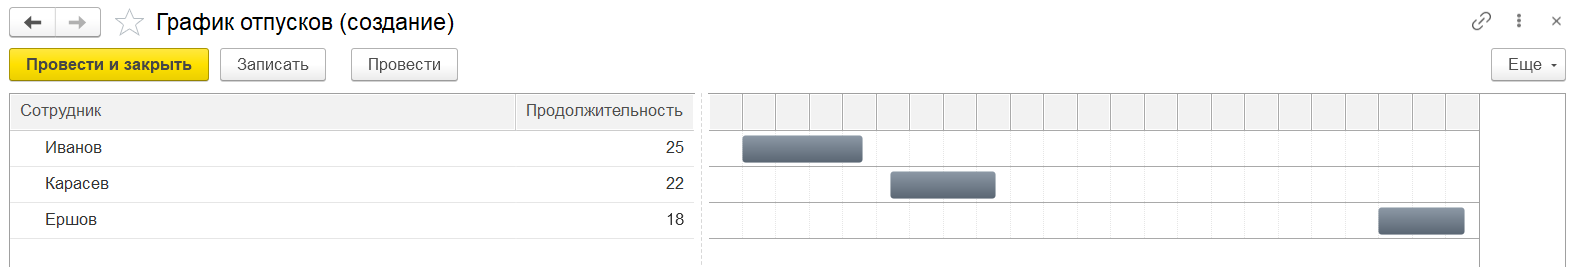 График отпусков (создание)
Провести и закрыть Записать Провести Еще
Сотрудник Продолжительность
Иванов 25
Карасев 22
Ершов 18